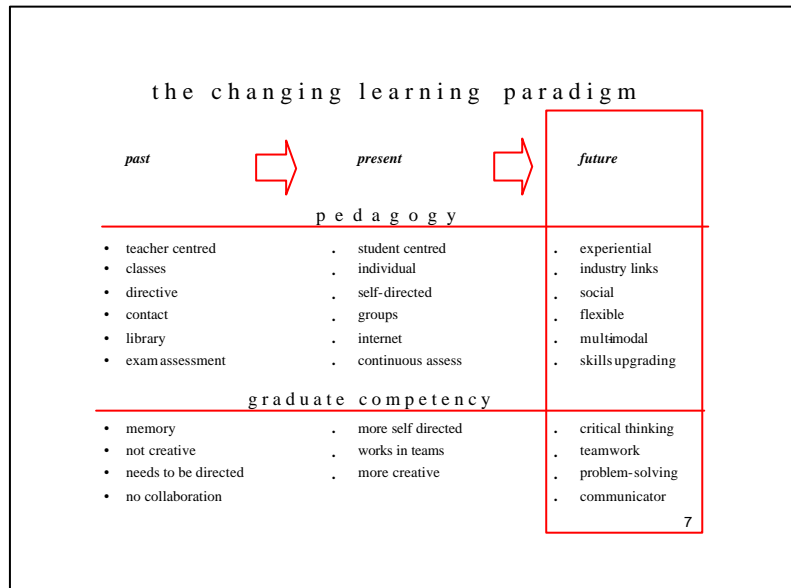 the changing learning paradigm
past present future
pedagogy
• teacher centred . student centred . experiential
• classes . individual . industry links
• directive . self-directed . social
• contact . groups . flexible
• library . internet . multi-modal
• exam assessment . continuous assess . skills upgrading
graduate competency
• memory . more self directed . critical thinking
• not creative . works in teams . teamwork
• needs to be directed . more creative . problem-solving
• no collaboration . communicator
7